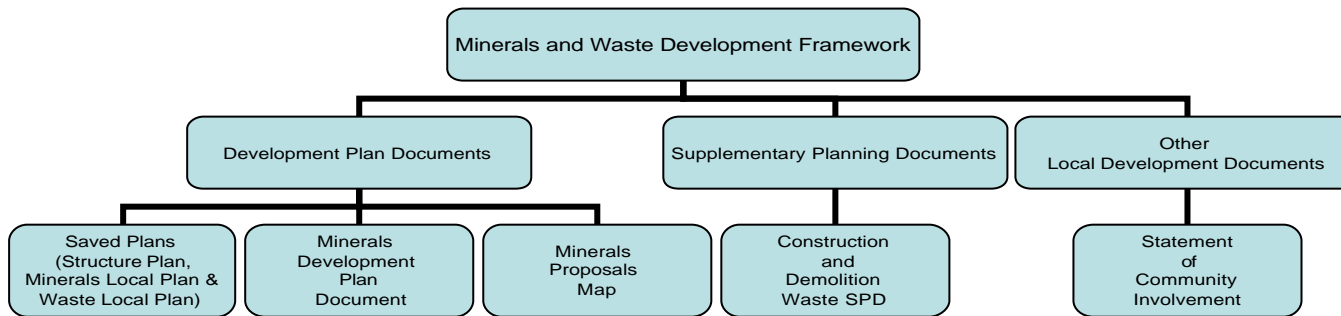 Minerals and Waste Development Framework
Development Plan Documents
Supplementary Planning Documents
Other
Local Development Documents
Saved Plans
(Structure Plan,
Minerals Local Plan &
Waste Local Plan)
Minerals
Development
Plan
Document
Minerals
Proposals
Map
Construction
and
Demolition
Waste SPD
Statement
of
Community
Involvement